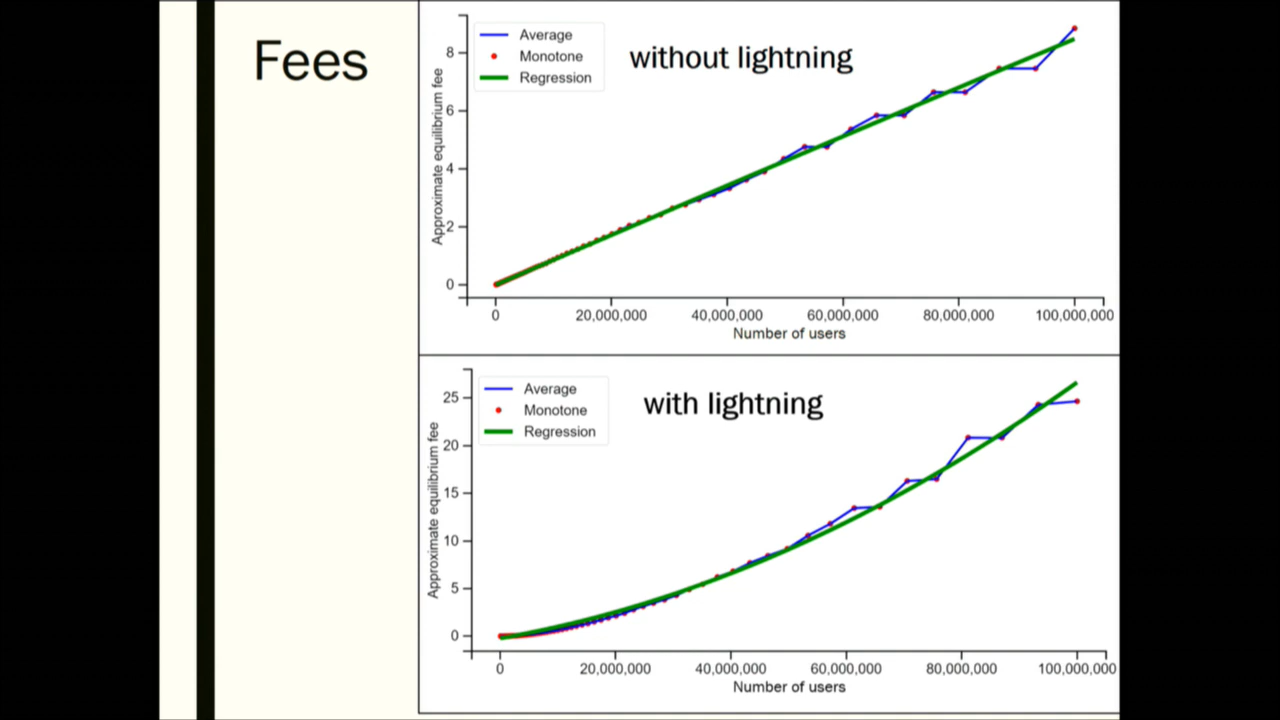 Fees
Average
Monotone
Regression
without lightning
Approximate equilibrium fee
8
6
4
2
0
0
20,000,000
40,000,000
60,000,000
80,000,000
100,000,000
Number of users
Average
Monotone
Regression
with lightning
Approximate equilibrium fee
25
20
15
10
5
0
0
20,000,000
40,000,000
60,000,000
80,000,000
100,000,000
Number of users